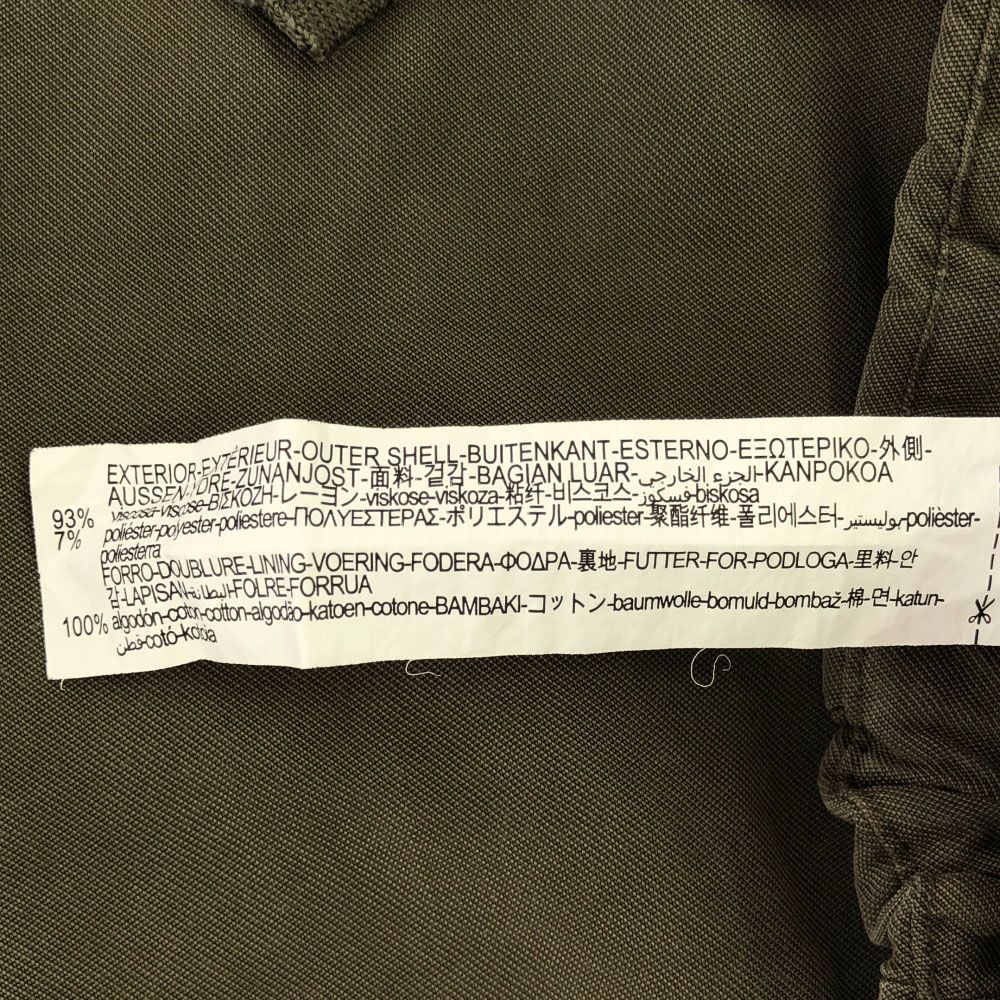 EXTERIOR-EXTÉRIEUR-OUTER SHELL-BUITENKANT-ESTERNO-ΕΞΩΤΕΡΙΚΟ-外側-
AUSSEN-YDRE-ZUNANJOST-面料-겉감-BAGIAN LUAR-الجزء الخارجي-KANPOKOA
93% viscosa-viscose-ΒΙΣΚΟΖΗ-レーヨン-viskose-viskoza-粘纤-비스코스-فسكوز-biskosa
7% poliéster-polyester-poliestere-ΠΟΛΥΕΣΤΕΡΑΣ-ポリエステル-poliester-聚酯纤维-폴리에스터-بوليستير-polièster-
poliesterra
FORRO-DOUBLURE-LINING-VOERING-FODERA-ΦΟΔΡΑ-裏地-FUTTER-FOR-PODLOGA-里料-안
감-LAPISAN-البطانة-FOLRE-FORRUA
100% algodón-coton-cotton-algodão-katoen-cotone-BAMBAKI-コットン-baumwolle-bomuld-bombaž-棉-면-katun-
قطن-cotó-kotoia